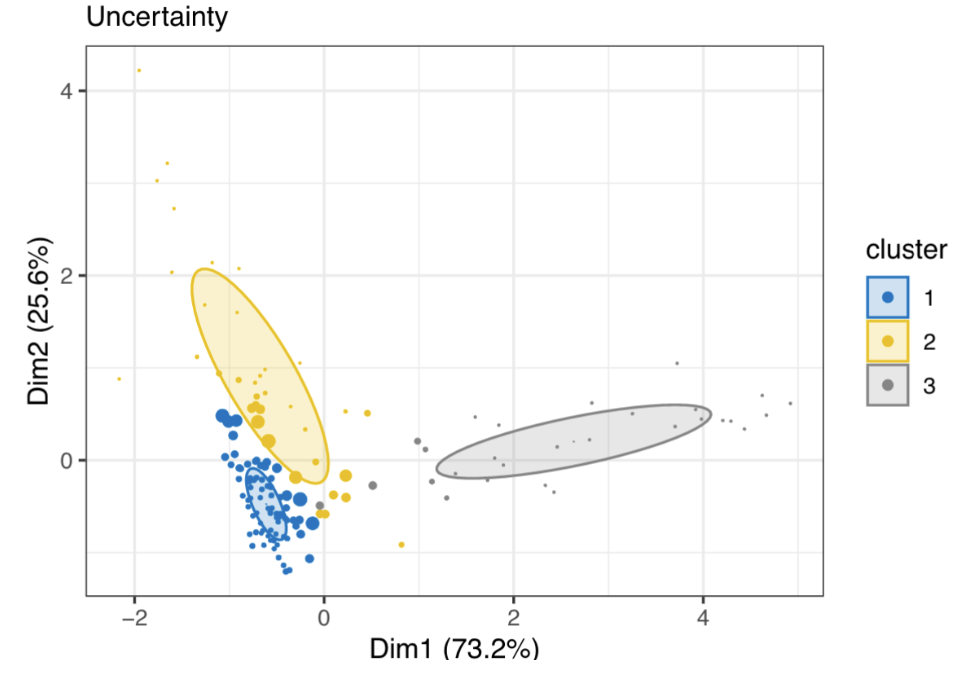 Uncertainty
4
2
0
−2
0
2
4
Dim1 (73.2%)
Dim2 (25.6%)
cluster
1
2
3